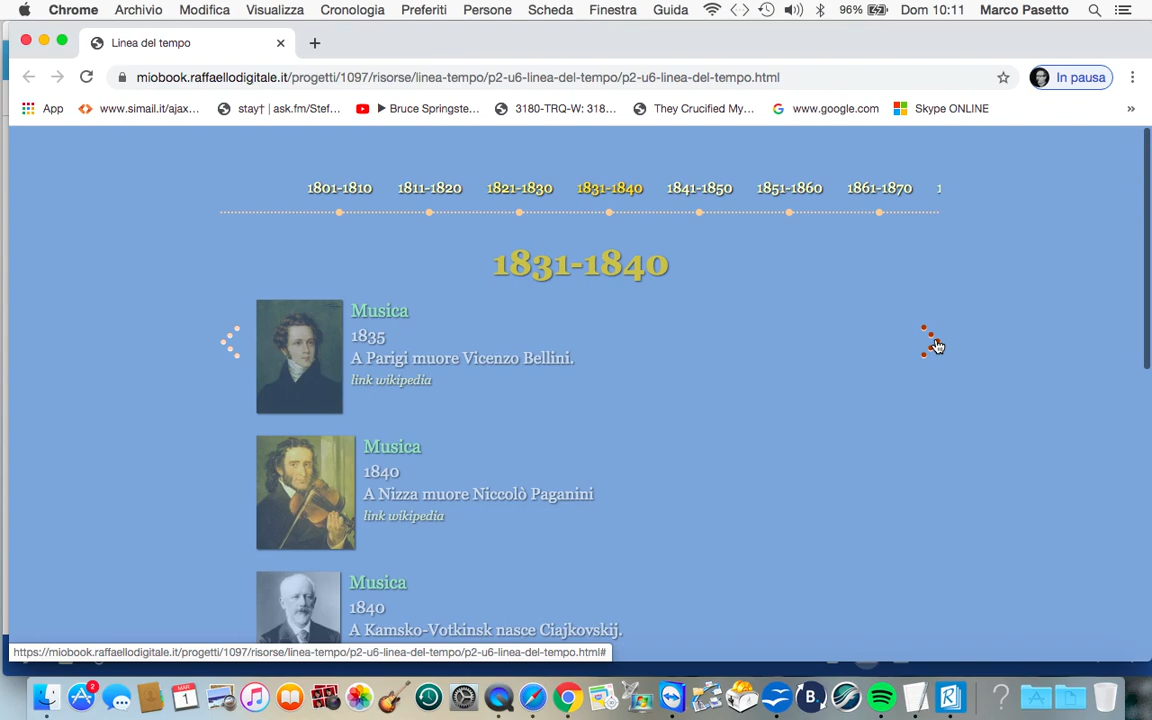 Chrome Archivio Modifica Visualizza Cronologia Preferiti Persone Scheda Finestra Guida 96% Dom 10:11 Marco Pasetto
Linea del tempo
miobook.raffaellodigitale.it/progetti/1097/risorse/linea-tempo/p2-u6-linea-del-tempo/p2-u6-linea-del-tempo.html In pausa
App www.simail.it/ajax... stay† | ask.fm/Stef... ▶ Bruce Springste... 3180-TRQ-W: 318... They Crucified My... www.google.com Skype ONLINE »
1801-1810 1811-1820 1821-1830 1831-1840 1841-1850 1851-1860 1861-1870 1
1831-1840
Musica
1835
A Parigi muore Vicenzo Bellini.
link wikipedia
Musica
1840
A Nizza muore Niccolò Paganini
link wikipedia
Musica
1840
A Kamsko-Votkinsk nasce Ciajkovskij.
https://miobook.raffaellodigitale.it/progetti/1097/risorse/linea-tempo/p2-u6-linea-del-tempo/p2-u6-linea-del-tempo.html#
2
MAR
1
B
R
?